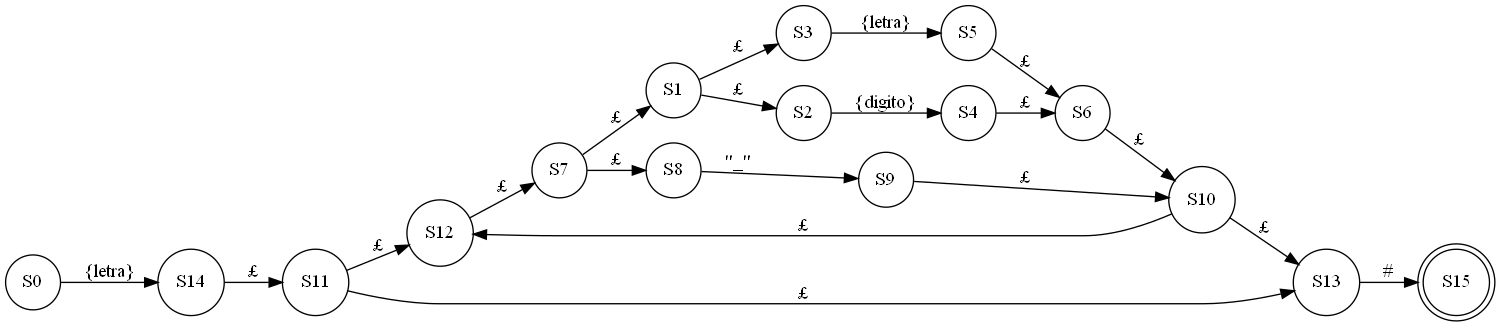 S3
{letra}
S5
£
£
S1
£
S2
{digito}
S4
£
S6
£
S7
£
S8
"_"
S9
£
£
S10
£
S12
£
£
£
S0
{letra}
S14
£
S11
£
S13
#
S15